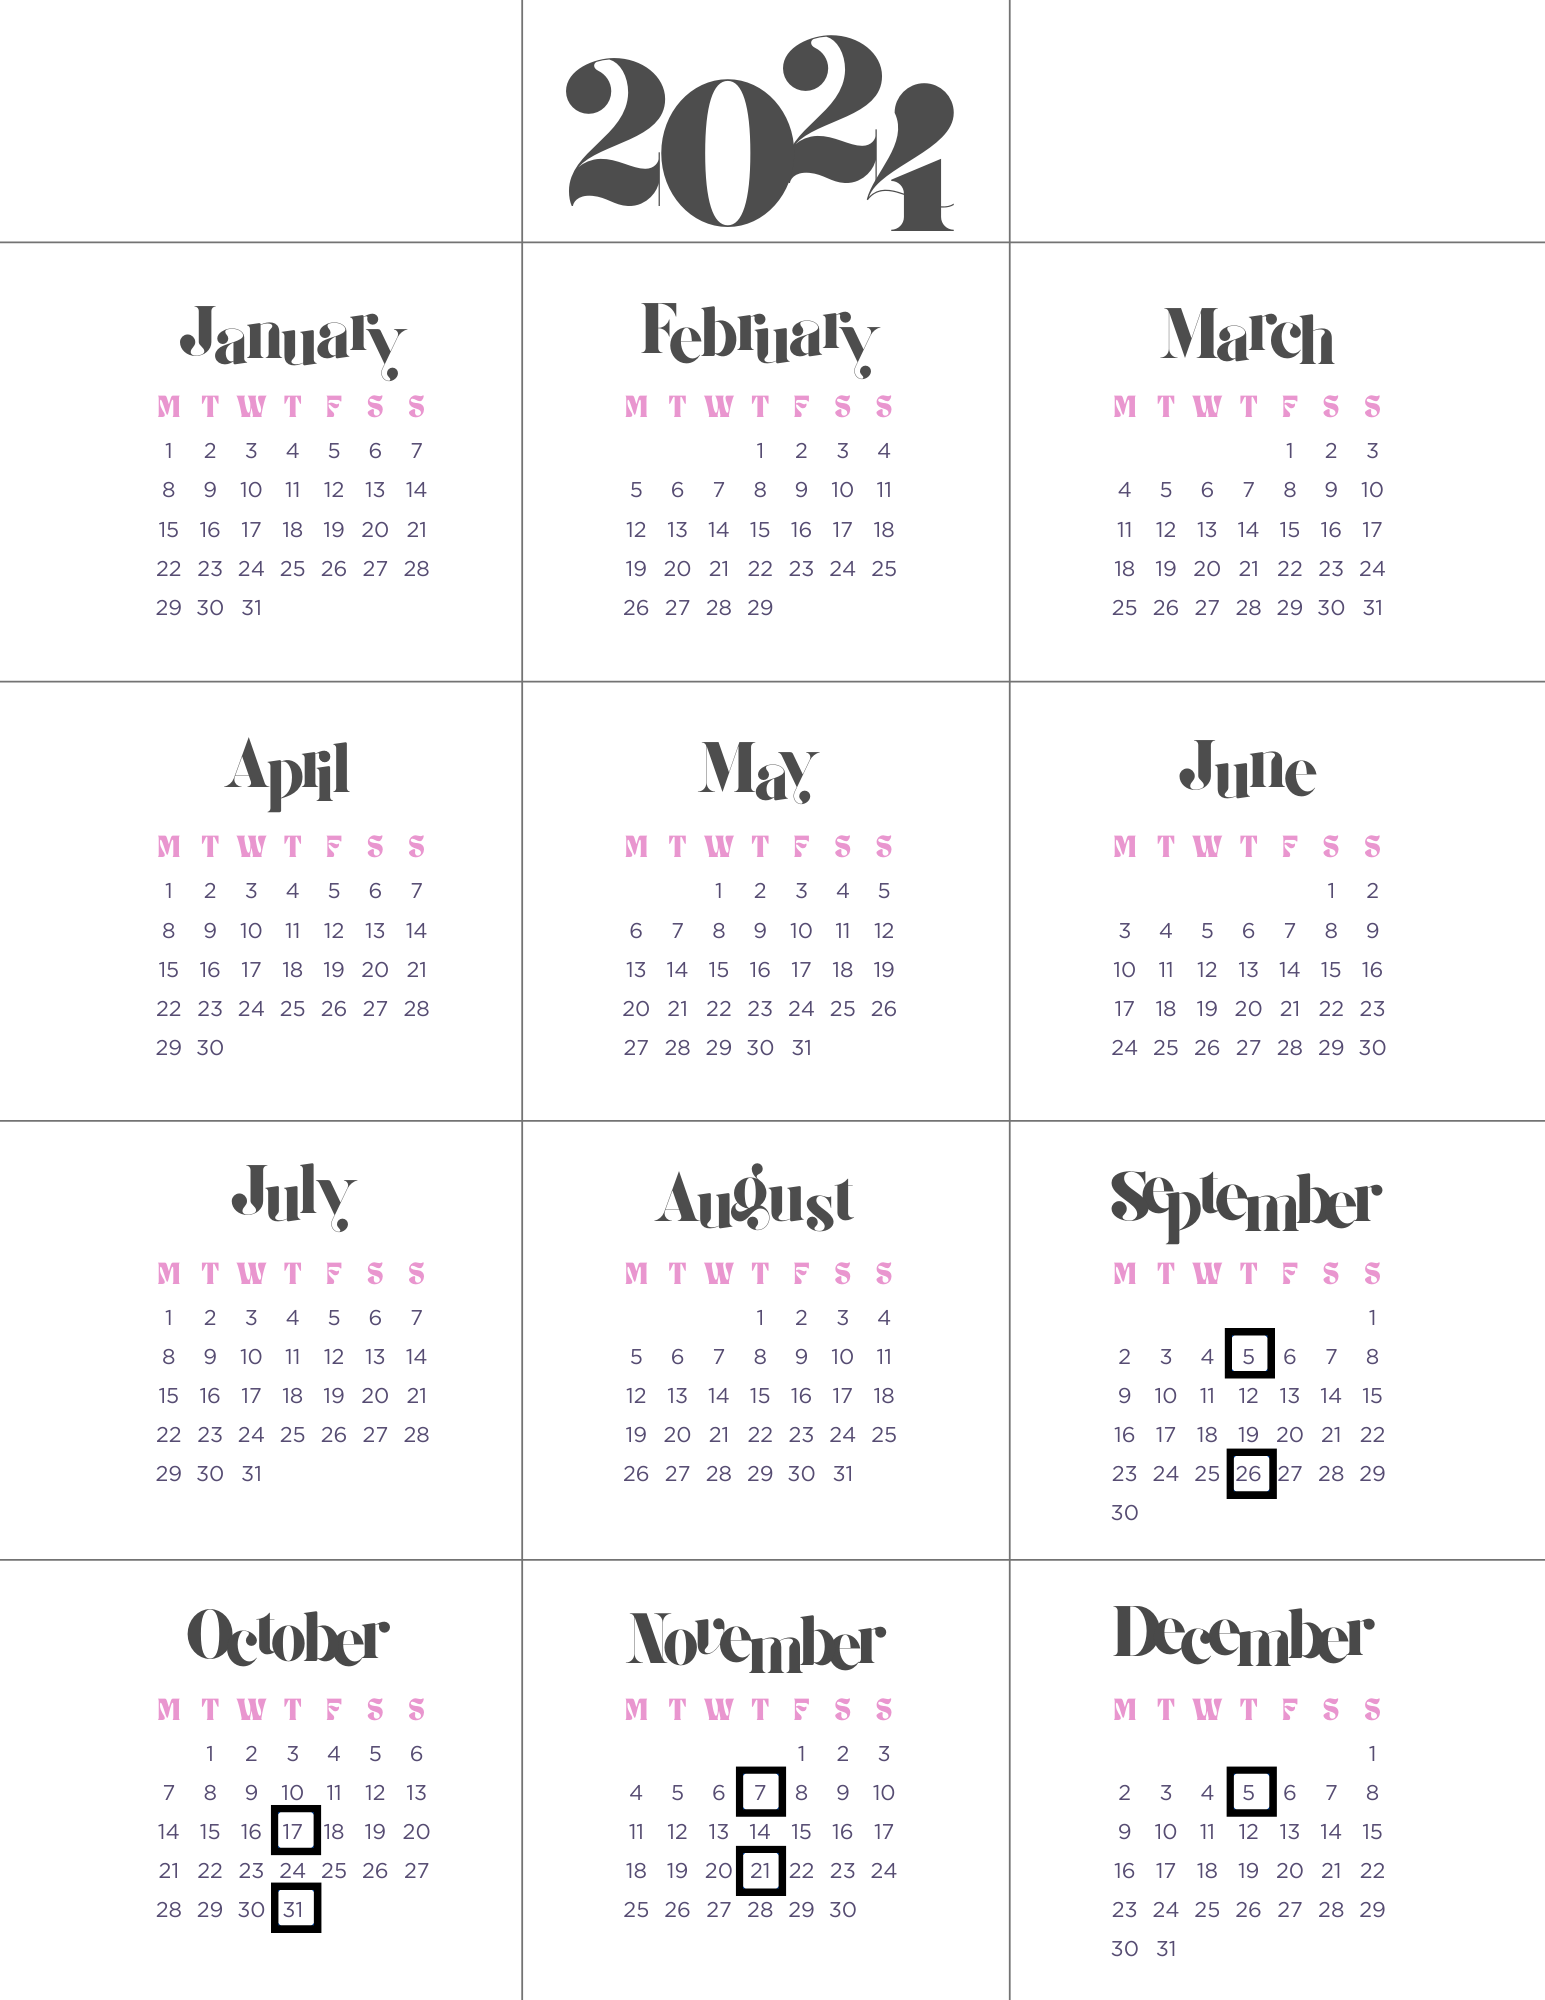 2024
January
M T W T F S S
1 2 3 4 5 6 7
8 9 10 11 12 13 14
15 16 17 18 19 20 21
22 23 24 25 26 27 28
29 30 31
February
M T W T F S S
1 2 3 4
5 6 7 8 9 10 11
12 13 14 15 16 17 18
19 20 21 22 23 24 25
26 27 28 29
March
M T W T F S S
1 2 3
4 5 6 7 8 9 10
11 12 13 14 15 16 17
18 19 20 21 22 23 24
25 26 27 28 29 30 31
April
M T W T F S S
1 2 3 4 5 6 7
8 9 10 11 12 13 14
15 16 17 18 19 20 21
22 23 24 25 26 27 28
29 30
May
M T W T F S S
1 2 3 4 5
6 7 8 9 10 11 12
13 14 15 16 17 18 19
20 21 22 23 24 25 26
27 28 29 30 31
June
M T W T F S S
1 2
3 4 5 6 7 8 9
10 11 12 13 14 15 16
17 18 19 20 21 22 23
24 25 26 27 28 29 30
July
M T W T F S S
1 2 3 4 5 6 7
8 9 10 11 12 13 14
15 16 17 18 19 20 21
22 23 24 25 26 27 28
29 30 31
August
M T W T F S S
1 2 3 4
5 6 7 8 9 10 11
12 13 14 15 16 17 18
19 20 21 22 23 24 25
26 27 28 29 30 31
September
M T W T F S S
1
2 3 4 5 6 7 8
9 10 11 12 13 14 15
16 17 18 19 20 21 22
23 24 25 26 27 28 29
30
October
M T W T F S S
1 2 3 4 5 6
7 8 9 10 11 12 13
14 15 16 17 18 19 20
21 22 23 24 25 26 27
28 29 30 31
November
M T W T F S S
1 2 3
4 5 6 7 8 9 10
11 12 13 14 15 16 17
18 19 20 21 22 23 24
25 26 27 28 29 30
December
M T W T F S S
1
2 3 4 5 6 7 8
9 10 11 12 13 14 15
16 17 18 19 20 21 22
23 24 25 26 27 28 29
30 31